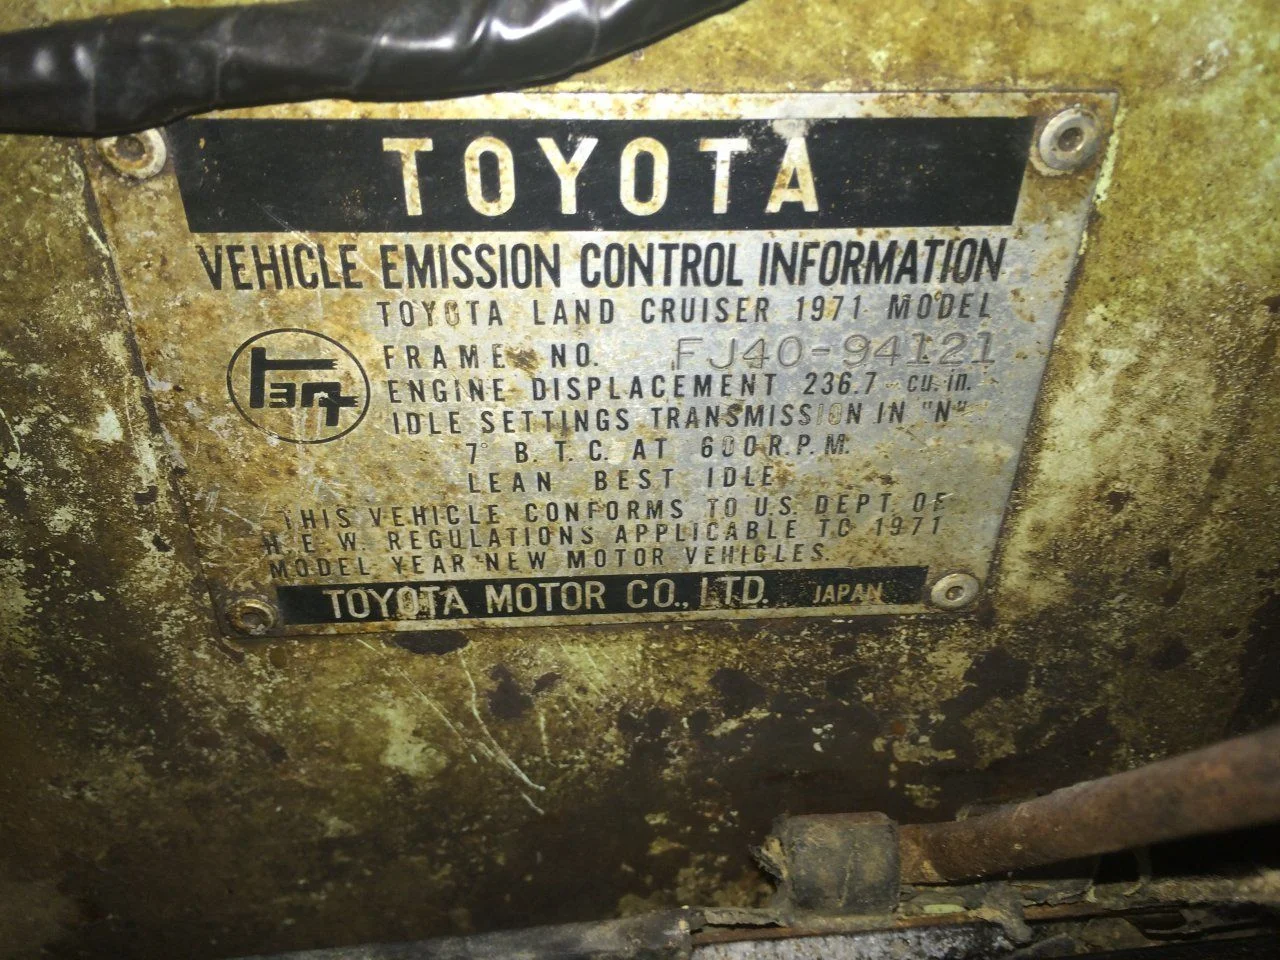 TOYOTA
VEHICLE EMISSION CONTROL INFORMATION
TOYOTA LAND CRUISER 1971 MODEL
FRAME NO. FJ40-94121
ENGINE DISPLACEMENT 236.7 cu. in.
IDLE SETTINGS TRANSMISSION IN "N"
7° B. T. C. AT 600 R. P. M.
LEAN BEST IDLE
THIS VEHICLE CONFORMS TO U.S. DEPT OF
H. E. W. REGULATIONS APPLICABLE TO 1971
MODEL YEAR NEW MOTOR VEHICLES.
TOYOTA MOTOR CO., LTD. JAPAN